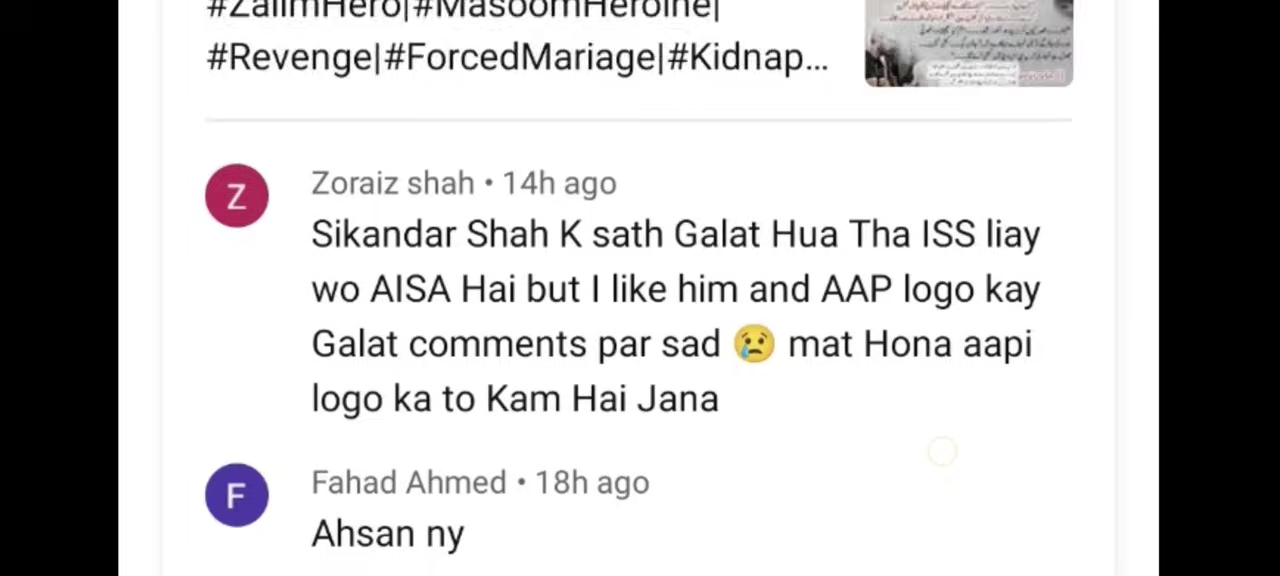 #ZalimHero|#MasoomHeroine|
#Revenge|#ForcedMariage|#Kidnap...
Z
Zoraiz shah • 14h ago
Sikandar Shah K sath Galat Hua Tha ISS liay
wo AISA Hai but I like him and AAP logo kay
Galat comments par sad 😢 mat Hona aapi
logo ka to Kam Hai Jana
F
Fahad Ahmed • 18h ago
Ahsan ny